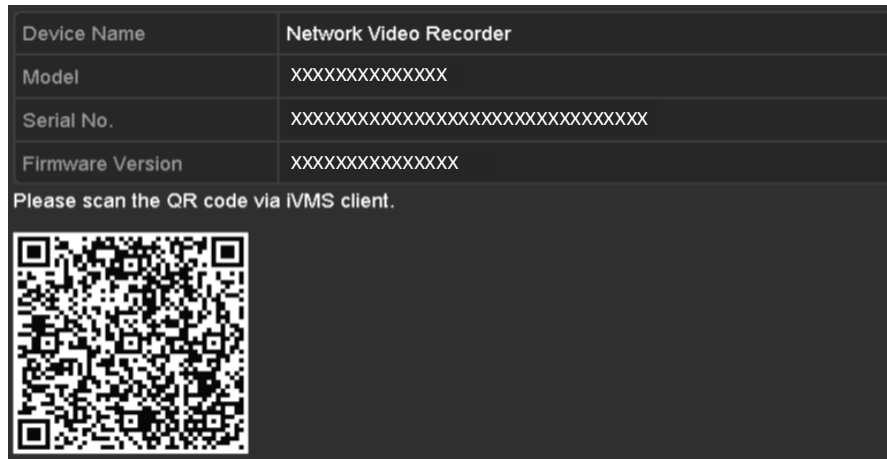 Device Name Network Video Recorder
Model XXXXXXXXXXXXXX
Serial No. XXXXXXXXXXXXXXXXXXXXXXXXXXXXXXXX
Firmware Version XXXXXXXXXXXXXXX
Please scan the QR code via iVMS client.